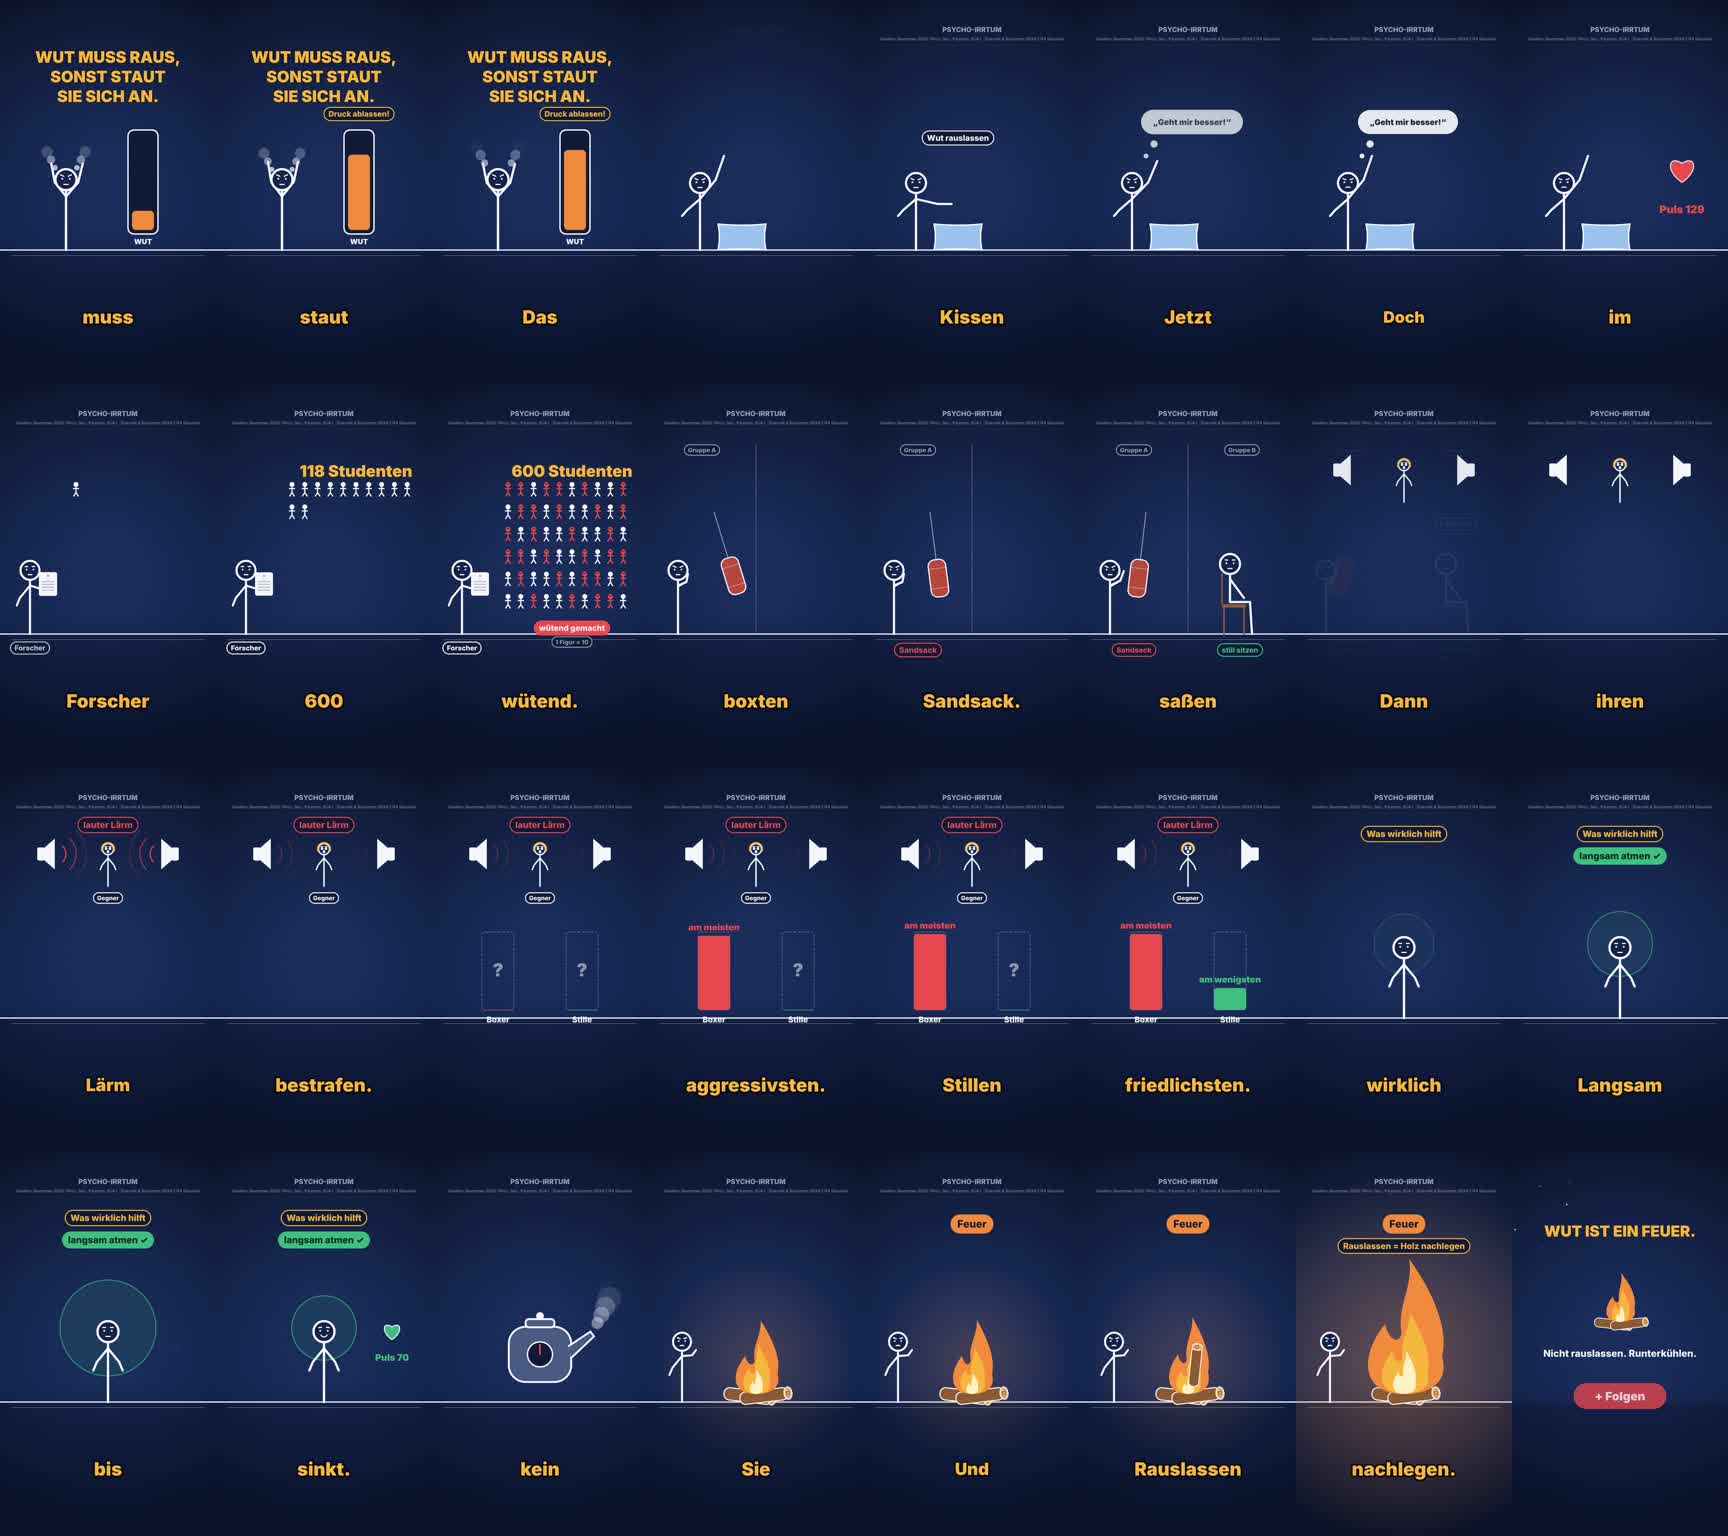 WUT MUSS RAUS,
SONST STAUT
SIE SICH AN.
WUT
muss
WUT MUSS RAUS,
SONST STAUT
SIE SICH AN.
Druck ablassen!
WUT
staut
WUT MUSS RAUS,
SONST STAUT
SIE SICH AN.
Druck ablassen!
WUT
Das
PSYCHO-IRRTUM
Wut rauslassen
Kissen
PSYCHO-IRRTUM
„Geht mir besser!“
Jetzt
PSYCHO-IRRTUM
„Geht mir besser!“
Doch
PSYCHO-IRRTUM
Puls 129
im
PSYCHO-IRRTUM
Forscher
Forscher
PSYCHO-IRRTUM
118 Studenten
Forscher
600
PSYCHO-IRRTUM
600 Studenten
wütend gemacht
1 Figur = 10
Forscher
wütend.
PSYCHO-IRRTUM
Gruppe A
boxten
PSYCHO-IRRTUM
Gruppe A
Sandsack
Sandsack.
PSYCHO-IRRTUM
Gruppe A
Gruppe B
Sandsack
still sitzen
saßen
PSYCHO-IRRTUM
Dann
PSYCHO-IRRTUM
ihren
PSYCHO-IRRTUM
lauter Lärm
Gegner
Lärm
PSYCHO-IRRTUM
lauter Lärm
Gegner
bestrafen.
PSYCHO-IRRTUM
lauter Lärm
Gegner
?
?
Boxer
Stille
PSYCHO-IRRTUM
lauter Lärm
Gegner
am meisten
?
Boxer
Stille
aggressivsten.
PSYCHO-IRRTUM
lauter Lärm
Gegner
am meisten
?
Boxer
Stille
Stillen
PSYCHO-IRRTUM
lauter Lärm
Gegner
am meisten
am wenigsten
Boxer
Stille
friedlichsten.
PSYCHO-IRRTUM
Was wirklich hilft
wirklich
PSYCHO-IRRTUM
Was wirklich hilft
langsam atmen ✓
Langsam
PSYCHO-IRRTUM
Was wirklich hilft
langsam atmen ✓
bis
PSYCHO-IRRTUM
Was wirklich hilft
langsam atmen ✓
Puls 70
sinkt.
PSYCHO-IRRTUM
kein
PSYCHO-IRRTUM
Sie
PSYCHO-IRRTUM
Feuer
Und
PSYCHO-IRRTUM
Feuer
Rauslassen
PSYCHO-IRRTUM
Feuer
Rauslassen = Holz nachlegen
nachlegen.
WUT IST EIN FEUER.
Nicht rauslassen. Runterkühlen.
+ Folgen